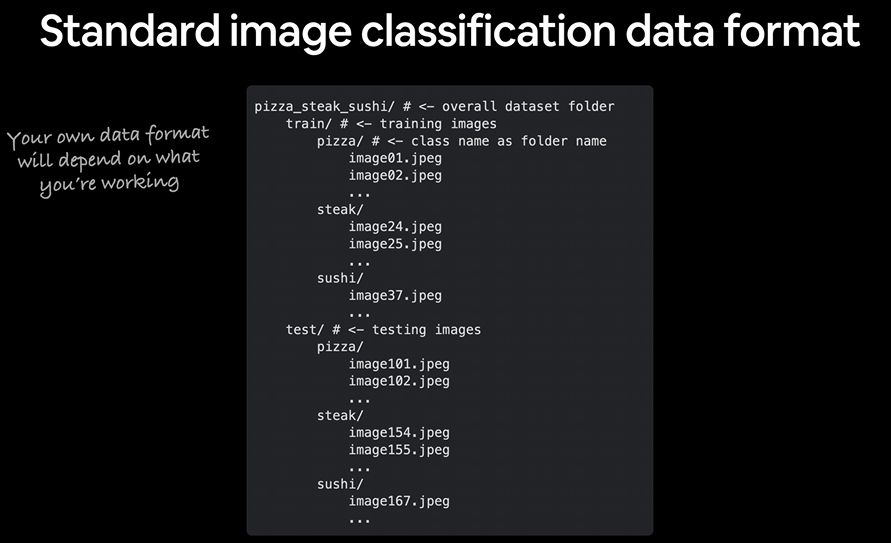 Standard image classification data format
Your own data format
will depend on what
you're working
pizza_steak_sushi/ # <- overall dataset folder
train/ # <- training images
pizza/ # <- class name as folder name
image01.jpeg
image02.jpeg
...
steak/
image24.jpeg
image25.jpeg
...
sushi/
image37.jpeg
...
test/ # <- testing images
pizza/
image101.jpeg
image102.jpeg
...
steak/
image154.jpeg
image155.jpeg
...
sushi/
image167.jpeg
...